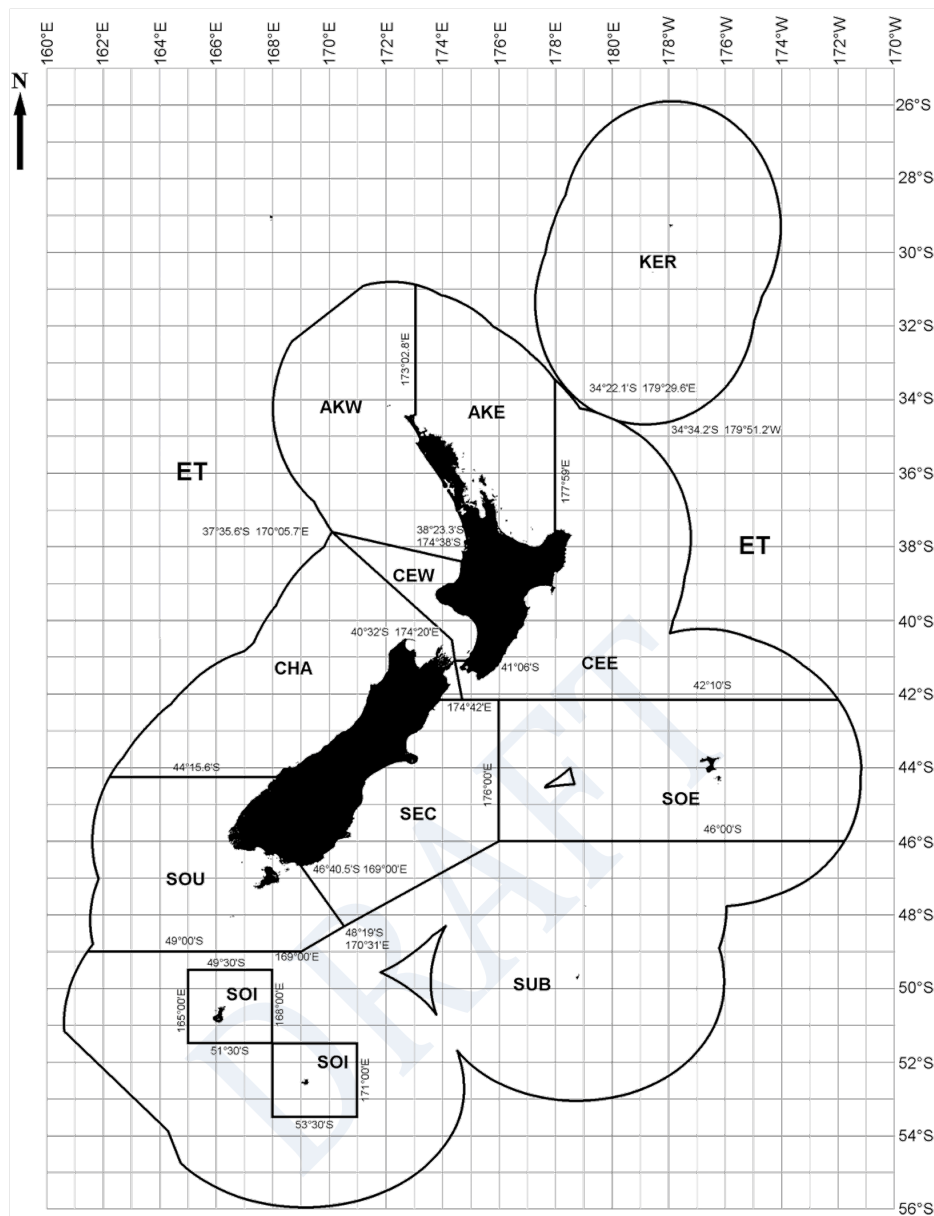 160°E
162°E
164°E
166°E
168°E
170°E
172°E
174°E
176°E
178°E
180°E
178°W
176°W
174°W
172°W
170°W
N
26°S
28°S
30°S
KER
32°S
173°02.8'E
34°22.1'S 179°29.6'E
34°S
AKW
AKE
34°34.2'S 179°51.2'W
ET
36°S
177°59'E
37°35.6'S 170°05.7'E
38°23.3'S
174°38'S
ET
38°S
CEW
40°S
40°32'S 174°20'E
CHA
41°06'S
CEE
42°10'S
42°S
174°42'E
44°15.6'S
176°00'E
44°S
SEC
SOE
46°00'S
46°S
46°40.5'S 169°00'E
SOU
48°S
48°19'S
170°31'E
49°00'S
169°00'E
49°30'S
SOI
165°00'E
168°00'E
SUB
50°S
51°30'S
SOI
171°00'E
52°S
53°30'S
54°S
56°S
DRAFT